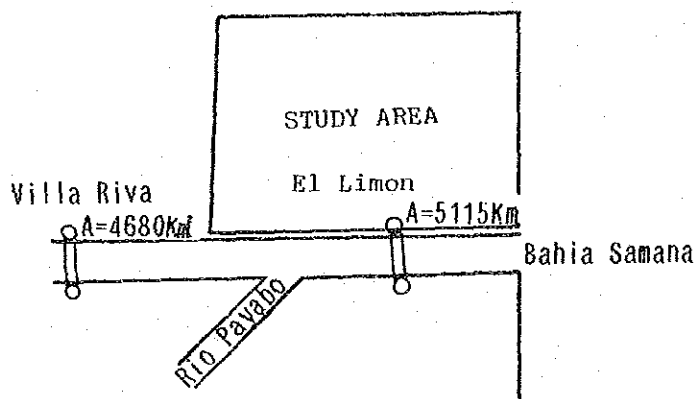 STUDY AREA
El Limon
Villa Riva
A=4680Km²
A=5115Km
Bahia Samana
Rio Payabo